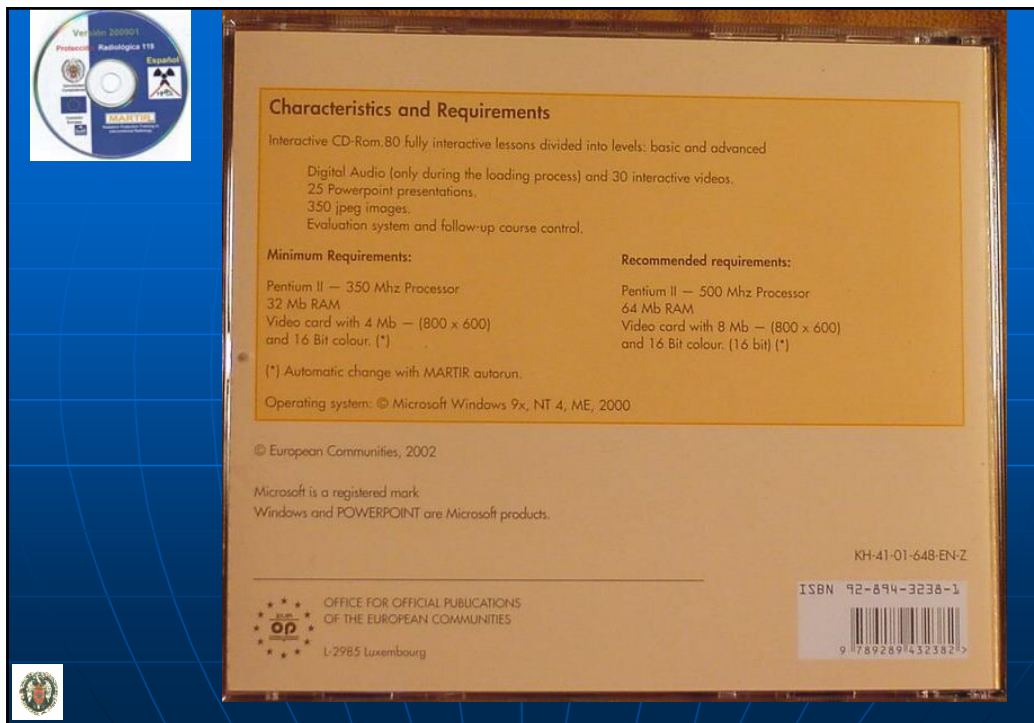 Versión 200901
Protección Radiológica 119
Español
MARTIR
Characteristics and Requirements
Interactive CD-Rom.80 fully interactive lessons divided into levels: basic and advanced
Digital Audio (only during the loading process) and 30 interactive videos.
25 Powerpoint presentations.
350 jpeg images.
Evaluation system and follow-up course control.
Minimum Requirements:
Pentium II — 350 Mhz Processor
32 Mb RAM
Video card with 4 Mb — (800 x 600)
and 16 Bit colour. (*)
Recommended requirements:
Pentium II — 500 Mhz Processor
64 Mb RAM
Video card with 8 Mb — (800 x 600)
and 16 Bit colour. (16 bit) (*)
(*) Automatic change with MARTIR autorun.
Operating system: © Microsoft Windows 9x, NT 4, ME, 2000
© European Communities, 2002
Microsoft is a registered mark
Windows and POWERPOINT are Microsoft products.
KH-41-01-648-EN-Z
ISBN 92-894-3238-1
9 789289 432382 >
OFFICE FOR OFFICIAL PUBLICATIONS
OF THE EUROPEAN COMMUNITIES
L-2985 Luxembourg